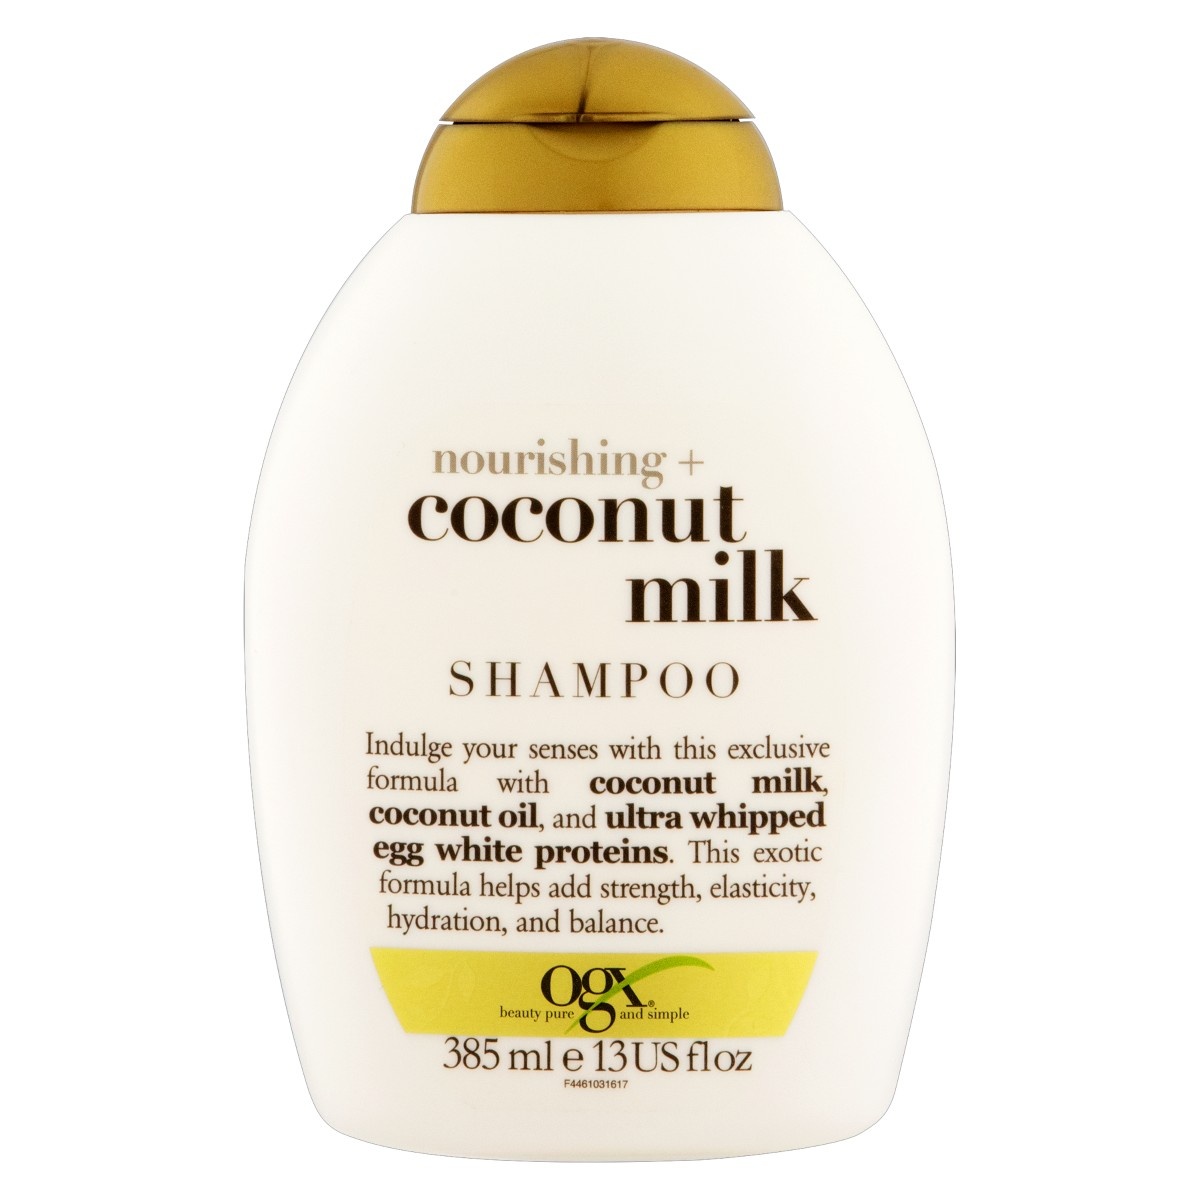 nourishing +
coconut
milk
SHAMPOO
Indulge your senses with this exclusive
formula with coconut milk,
coconut oil, and ultra whipped
egg white proteins. This exotic
formula helps add strength, elasticity,
hydration, and balance.
ogx®
beauty pure and simple
385 ml e 13 US fl oz
F4461031617